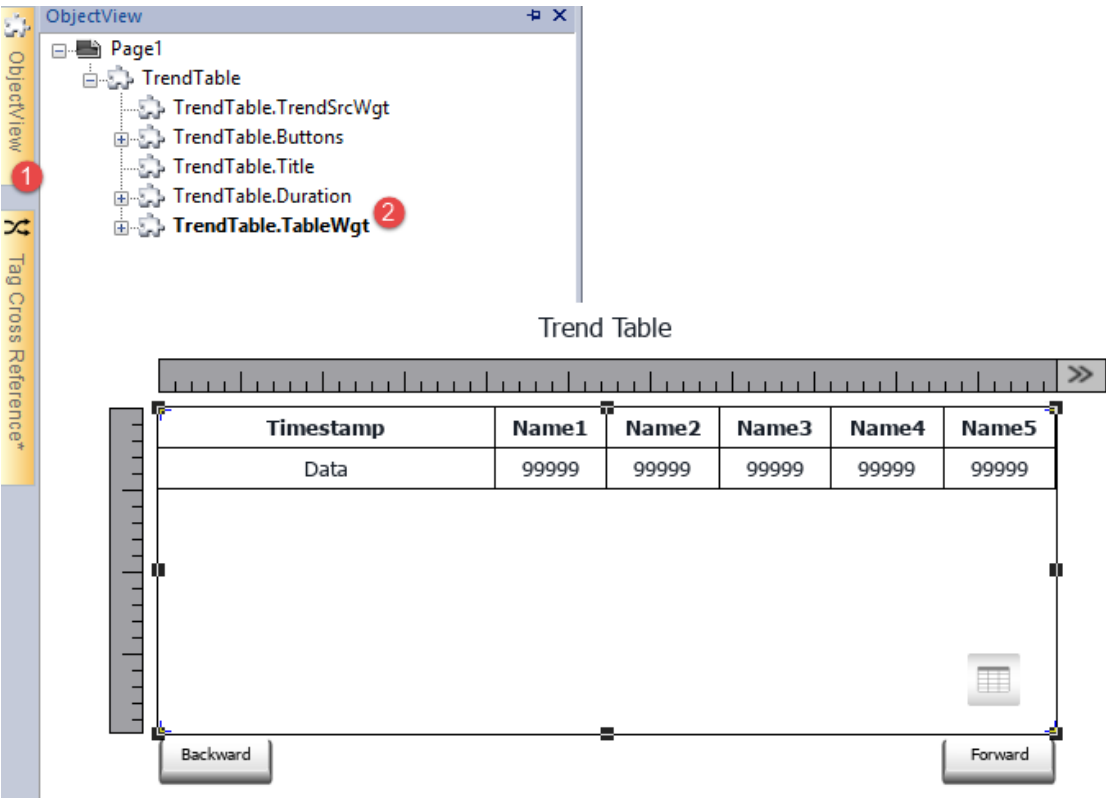 ObjectView
ObjectView
Page1
TrendTable
TrendTable.TrendSrcWgt
TrendTable.Buttons
TrendTable.Title
1
TrendTable.Duration
2
TrendTable.TableWgt
Tag Cross Reference*
Trend Table
Timestamp Name1 Name2 Name3 Name4 Name5
Data 99999 99999 99999 99999 99999
Backward Forward